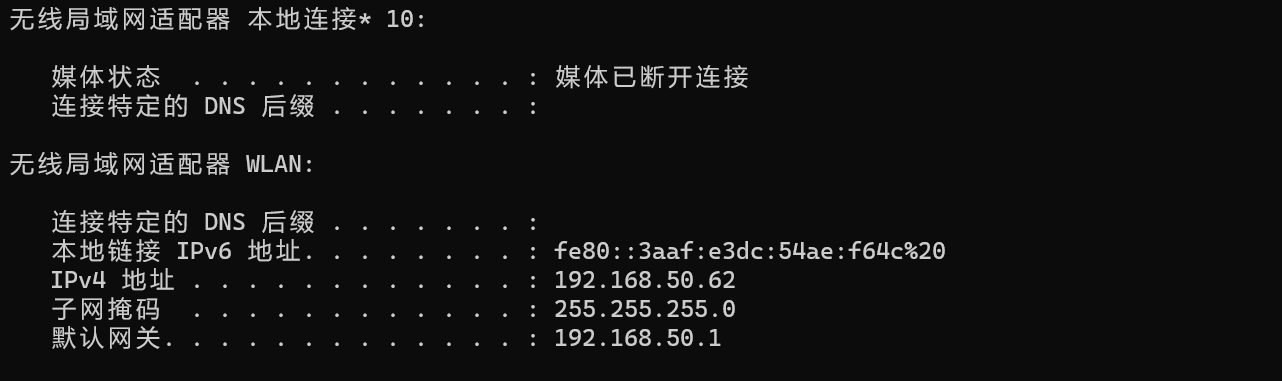 无线局域网适配器 本地连接* 10:
媒体状态  . . . . . . . . . . . . : 媒体已断开连接
连接特定的 DNS 后缀 . . . . . . . :
无线局域网适配器 WLAN:
连接特定的 DNS 后缀 . . . . . . . :
本地链接 IPv6 地址. . . . . . . . : fe80::3aaf:e3dc:54ae:f64c%20
IPv4 地址 . . . . . . . . . . . . : 192.168.50.62
子网掩码  . . . . . . . . . . . . : 255.255.255.0
默认网关. . . . . . . . . . . . . : 192.168.50.1